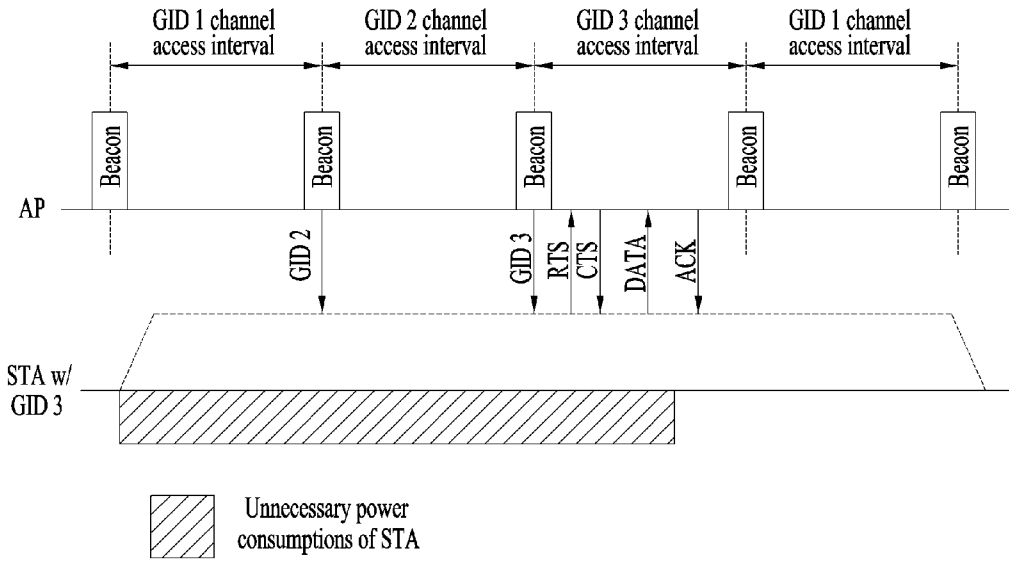 GID 1 channel
access interval
GID 2 channel
access interval
GID 3 channel
access interval
GID 1 channel
access interval
Beacon
Beacon
Beacon
Beacon
Beacon
AP
GID 2
GID 3
RTS
CTS
DATA
ACK
STA w/
GID 3
Unnecessary power
consumptions of STA